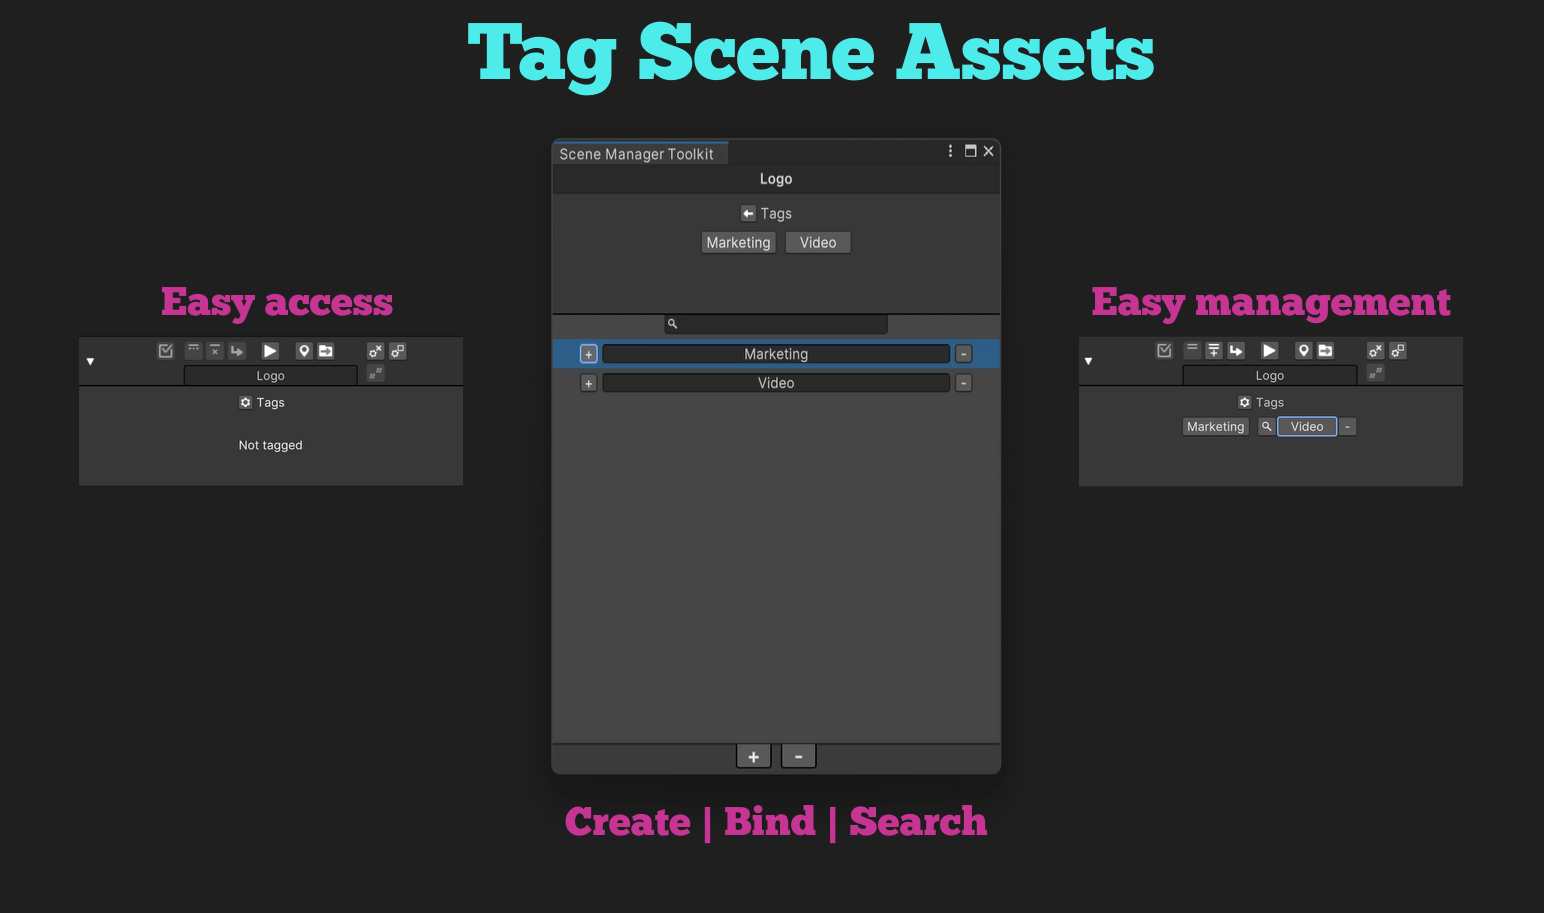 Tag Scene Assets
Scene Manager Toolkit
Logo
Tags
Marketing Video
+ Marketing -
+ Video -
+ -
Easy access
Logo
Tags
Not tagged
Easy management
Logo
Tags
Marketing Video -
Create | Bind | Search